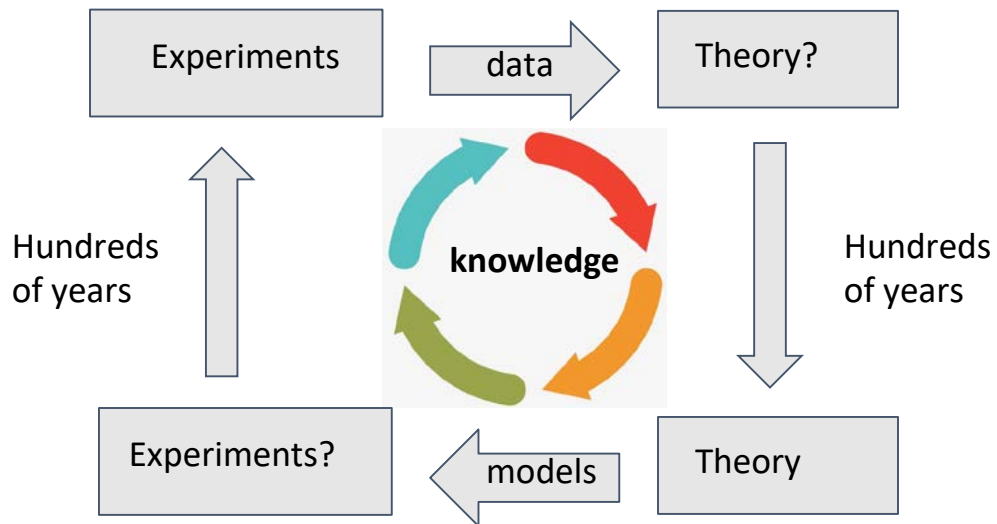 Experiments
data
Theory?
Hundreds
of years
knowledge
Hundreds
of years
Experiments?
models
Theory